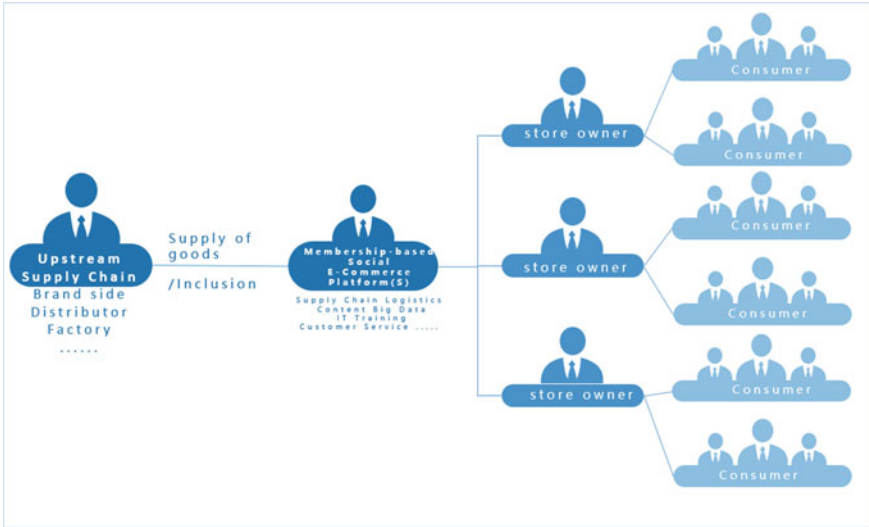 Upstream
Supply Chain
Brand side
Distributor
Factory
......
Supply of
goods
/Inclusion
Membership-based
Social
E-Commerce
Platform(S)
Supply Chain Logistics
Content Big Data
IT Training
Customer Service .....
store owner
store owner
store owner
Consumer
Consumer
Consumer
Consumer
Consumer
Consumer